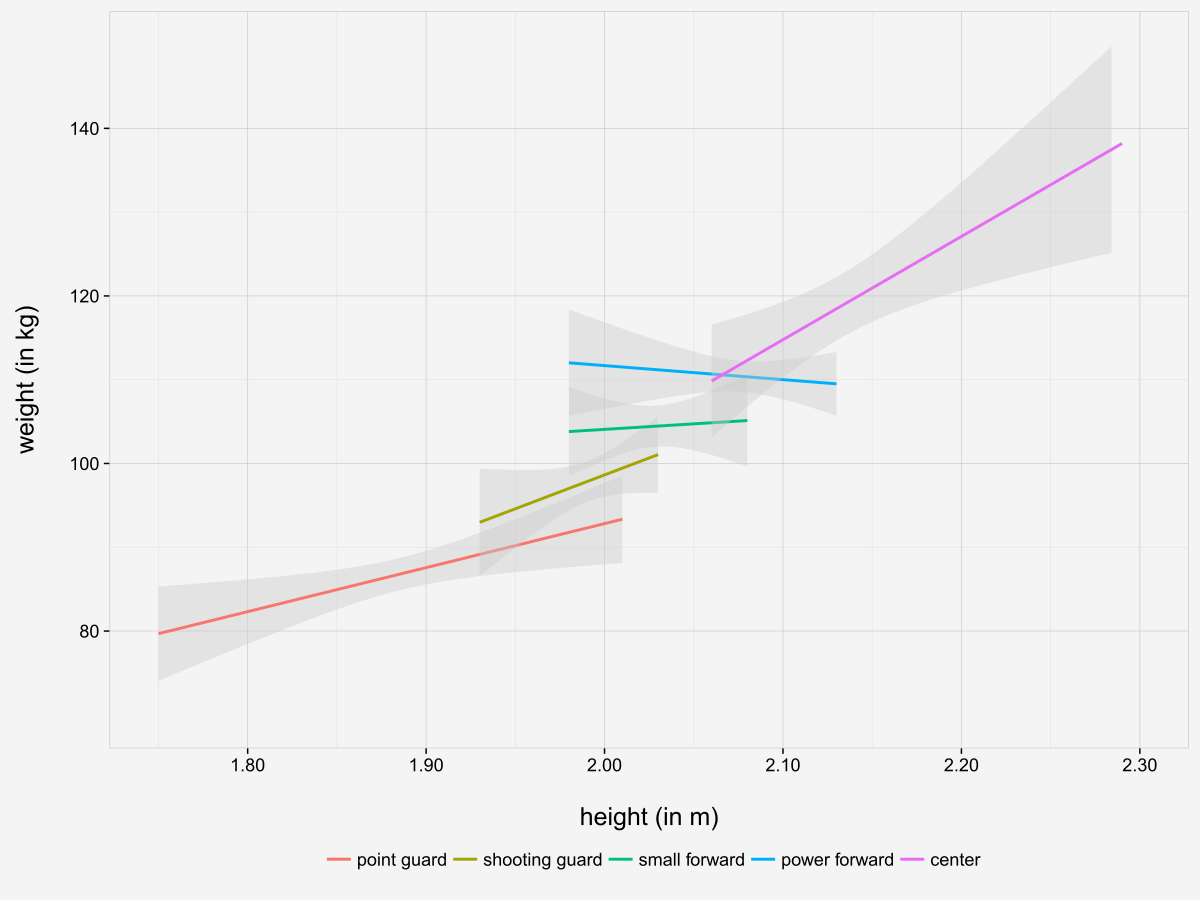 140
120
100
80
weight (in kg)
1.80 1.90 2.00 2.10 2.20 2.30
height (in m)
point guard shooting guard small forward power forward center